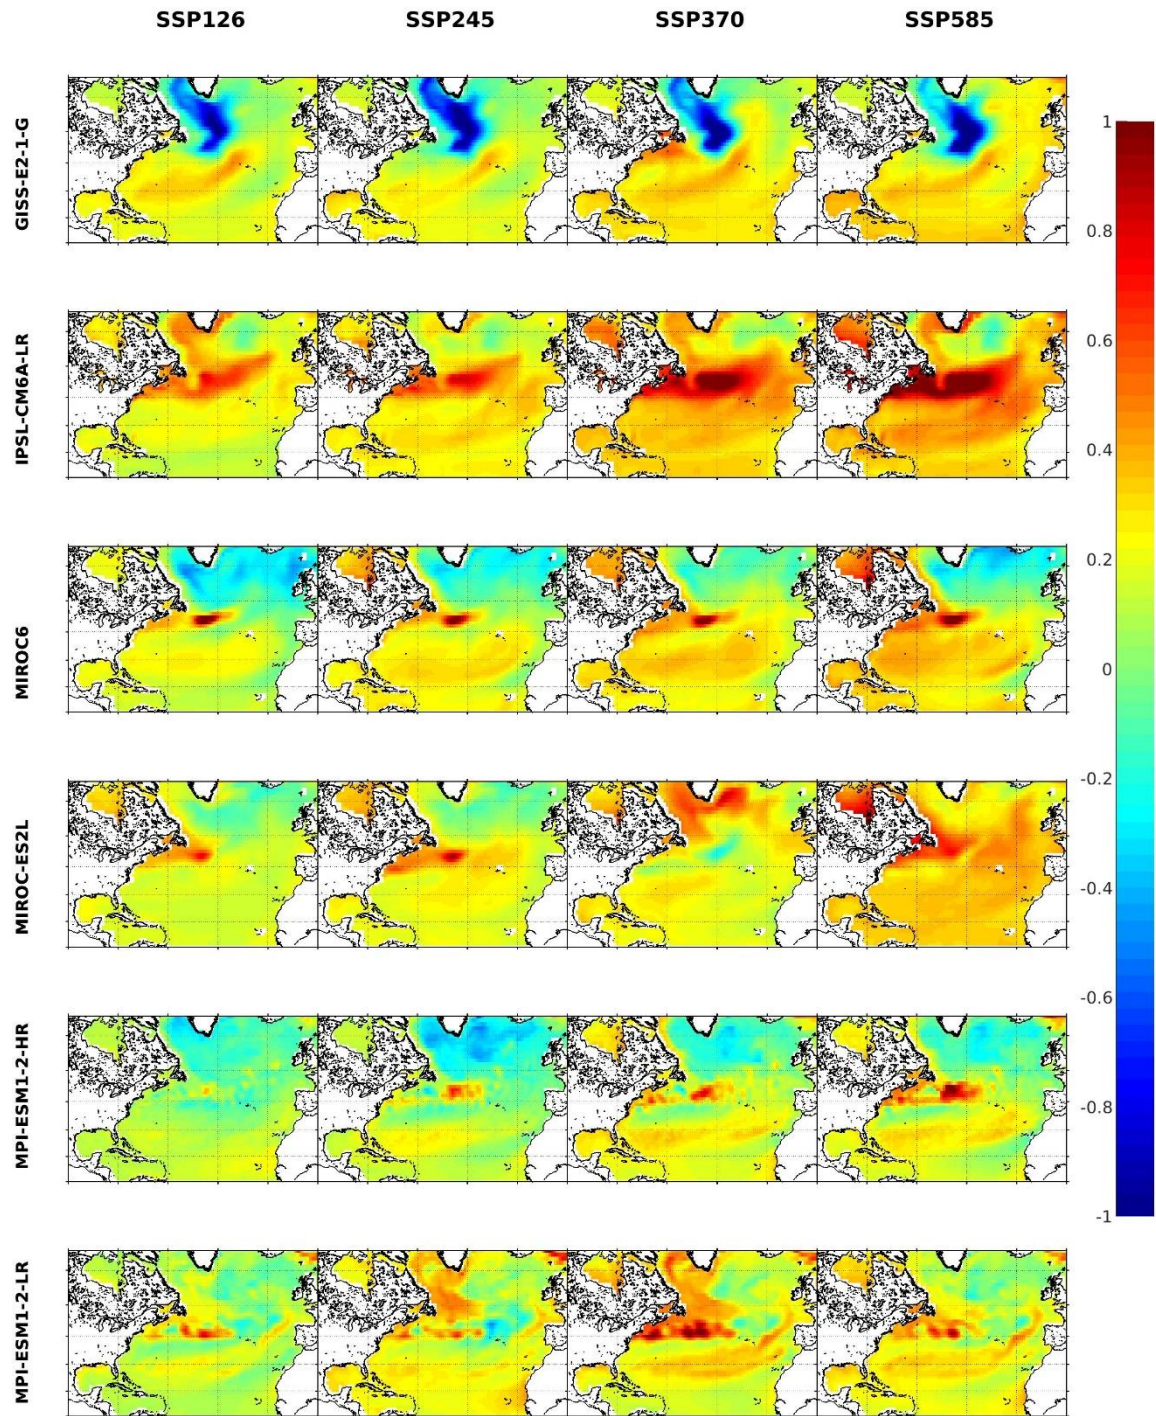 SSP126 SSP245 SSP370 SSP585
GISS-E2-1-G
IPSL-CM6A-LR
MIROC6
MIROC-ES2L
MPI-ESM1-2-HR
MPI-ESM1-2-LR
1
0.8
0.6
0.4
0.2
0
-0.2
-0.4
-0.6
-0.8
-1